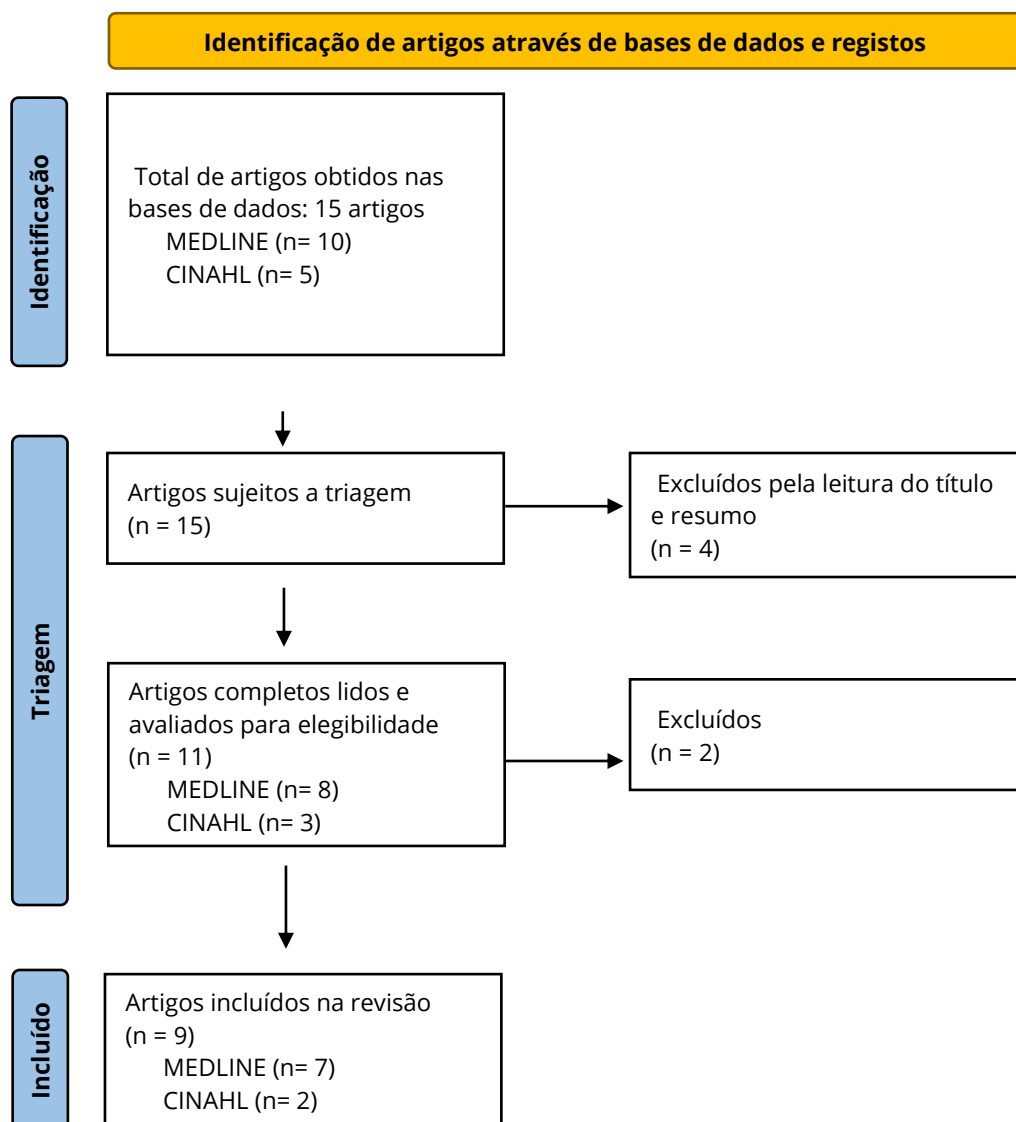 Identificação de artigos através de bases de dados e registos
Identificação
Total de artigos obtidos nas
bases de dados: 15 artigos
MEDLINE (n= 10)
CINAHL (n= 5)
Triagem
Artigos sujeitos a triagem
(n = 15)
Excluídos pela leitura do título
e resumo
(n = 4)
Artigos completos lidos e
avaliados para elegibilidade
(n = 11)
MEDLINE (n= 8)
CINAHL (n= 3)
Excluídos
(n = 2)
Incluído
Artigos incluídos na revisão
(n = 9)
MEDLINE (n= 7)
CINAHL (n= 2)